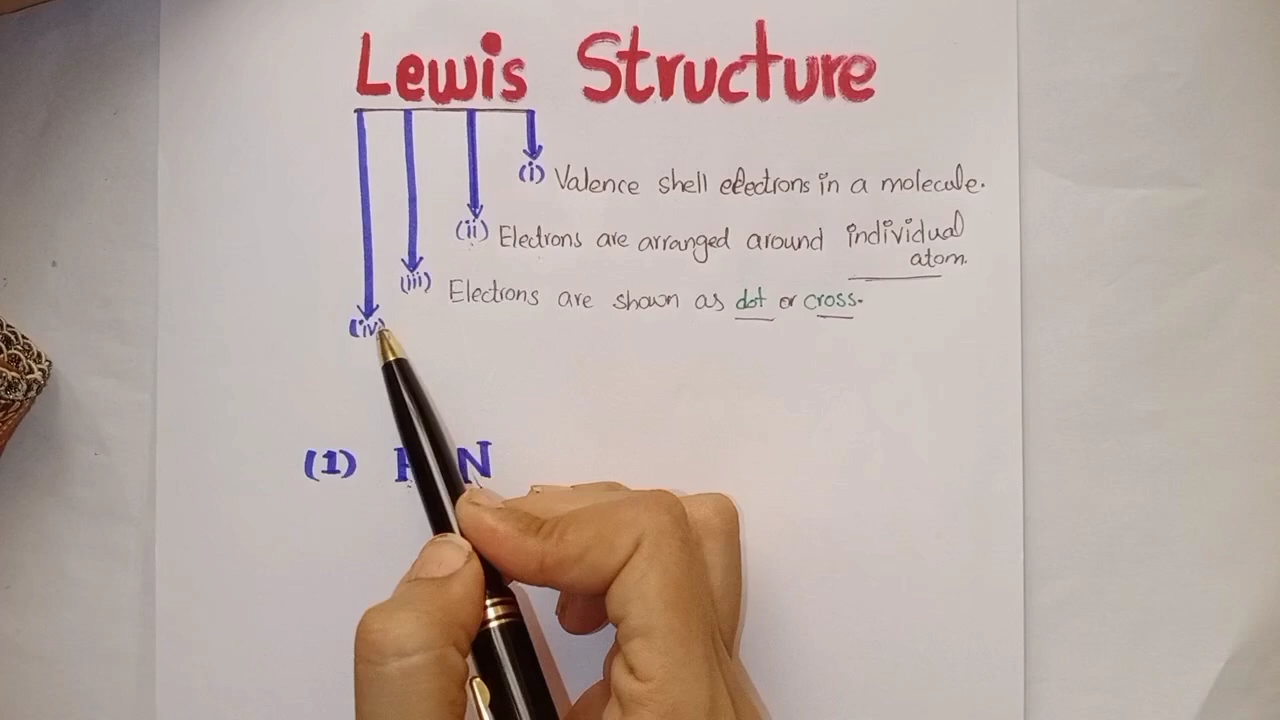 Lewis Structure
(i) Valence shell electrons in a molecule.
(ii) Electrons are arranged around individual
atom.
(iii) Electrons are shown as dot or cross.
(iv)
(1) N